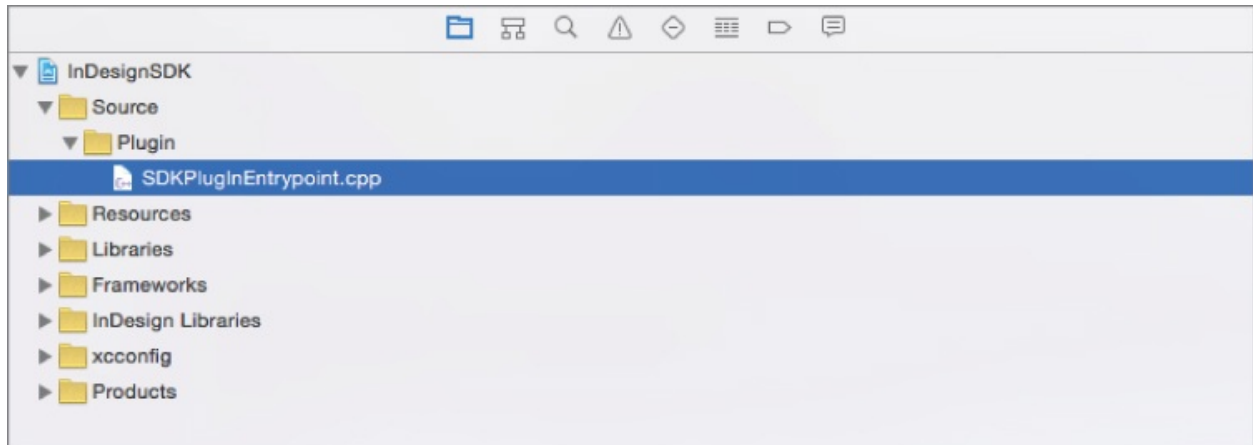 InDesignSDK
Source
Plugin
SDKPlugInEntrypoint.cpp
Resources
Libraries
Frameworks
InDesign Libraries
xcconfig
Products